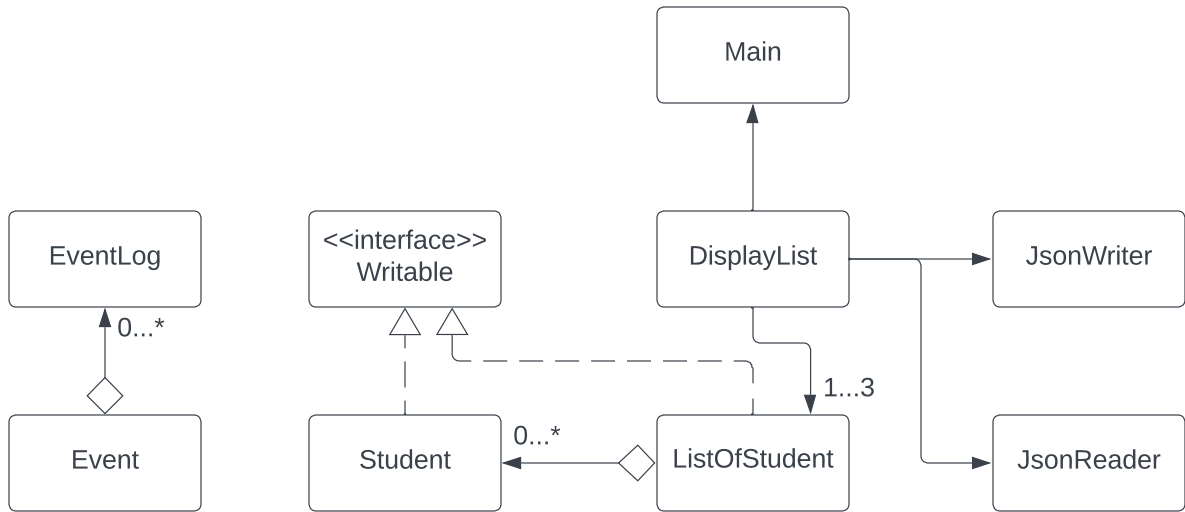 Main
EventLog
<<interface>>
Writable
DisplayList
JsonWriter
0...*
1...3
Event
Student
0...*
ListOfStudent
JsonReader